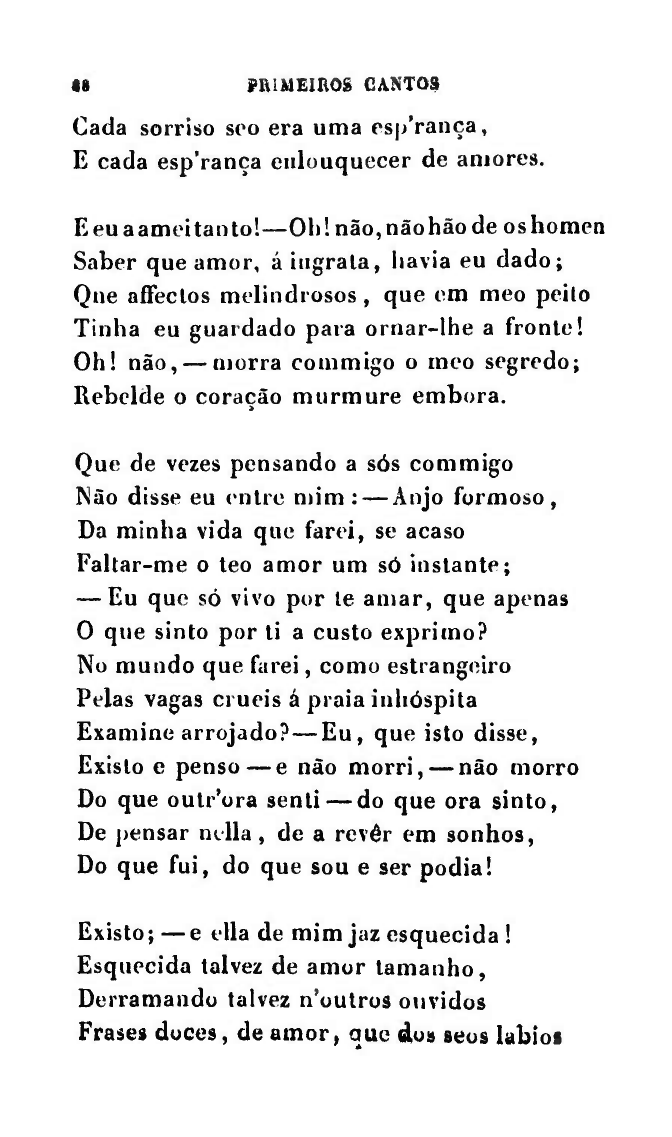 68 PRIMEIROS CANTOS
Cada sorriso seo era uma esp'rança,
E cada esp'rança enlouquecer de amores.
E eu a amei tanto!—Oh! não, não hão de os homen
Saber que amor, á ingrata, havia eu dado;
Que affectos melindrosos, que em meo peito
Tinha eu guardado para ornar-lhe a fronte!
Oh! não,—morra commigo o meo segredo;
Rebelde o coração murmure embora.
Que de vezes pensando a sós commigo
Não disse eu entre mim:—Anjo formoso,
Da minha vida que farei, se acaso
Faltar-me o teo amor um só instante;
—Eu que só vivo por te amar, que apenas
O que sinto por ti a custo exprimo?
No mundo que farei, como estrangeiro
Pelas vagas crueis á praia inhóspita
Examine arrojado?—Eu, que isto disse,
Existo e penso—e não morri,—não morro
Do que outr'ora senti—do que ora sinto,
De pensar nella, de a revêr em sonhos,
Do que fui, do que sou e ser podia!
Existo;—e ella de mim jaz esquecida!
Esquecida talvez de amor tamanho,
Derramando talvez n'outros ouvidos
Frases doces, de amor, que dos seos labios